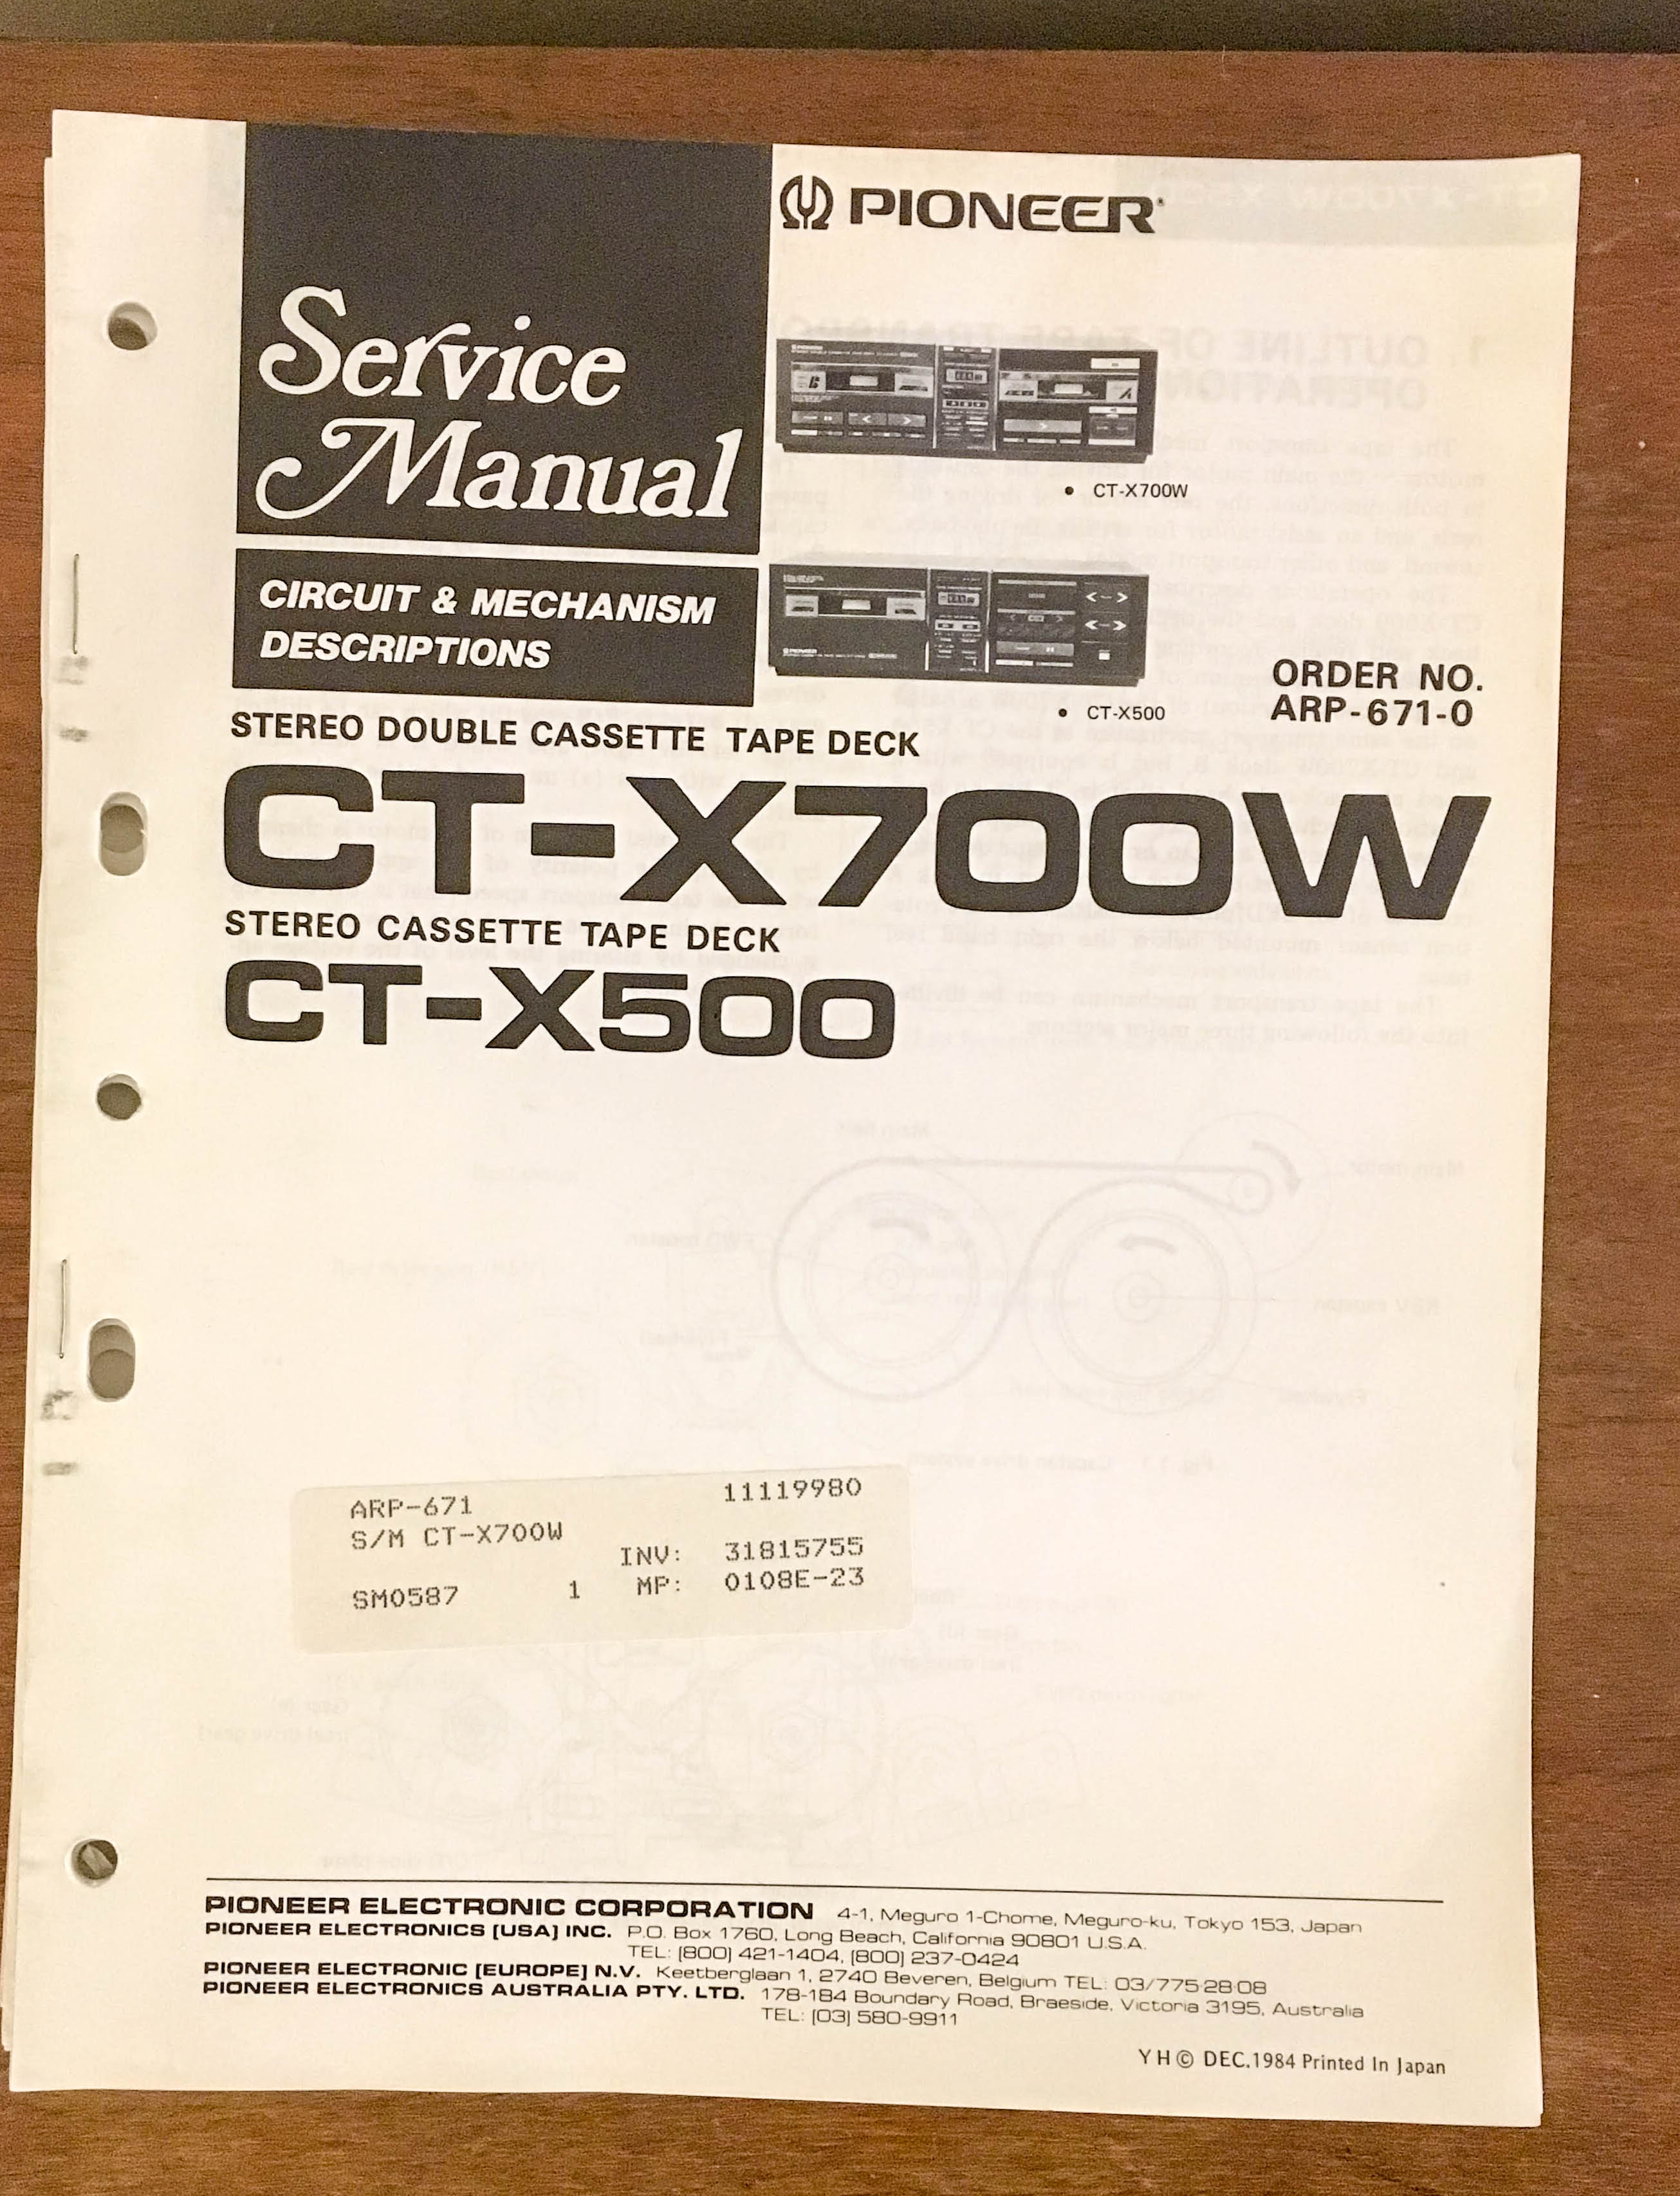 PIONEER
Service
Manual
CIRCUIT & MECHANISM
DESCRIPTIONS
• CT-X700W
• CT-X500
ORDER NO.
ARP-671-0
STEREO DOUBLE CASSETTE TAPE DECK
CT-X700W
STEREO CASSETTE TAPE DECK
CT-X500
ARP-671 11119980
S/M CT-X700W
INV: 31815755
SM0587 1 MP: 0108E-23
PIONEER ELECTRONIC CORPORATION 4-1, Meguro 1-Chome, Meguro-ku, Tokyo 153, Japan
PIONEER ELECTRONICS [USA] INC. P.O. Box 1760, Long Beach, California 90801 U.S.A.
TEL: [800] 421-1404, [800] 237-0424
PIONEER ELECTRONIC [EUROPE] N.V. Keetberglaan 1, 2740 Beveren, Belgium TEL: 03/775·28·08
PIONEER ELECTRONICS AUSTRALIA PTY. LTD. 178-184 Boundary Road, Braeside, Victoria 3195, Australia
TEL: [03] 580-9911
YH © DEC.1984 Printed In Japan